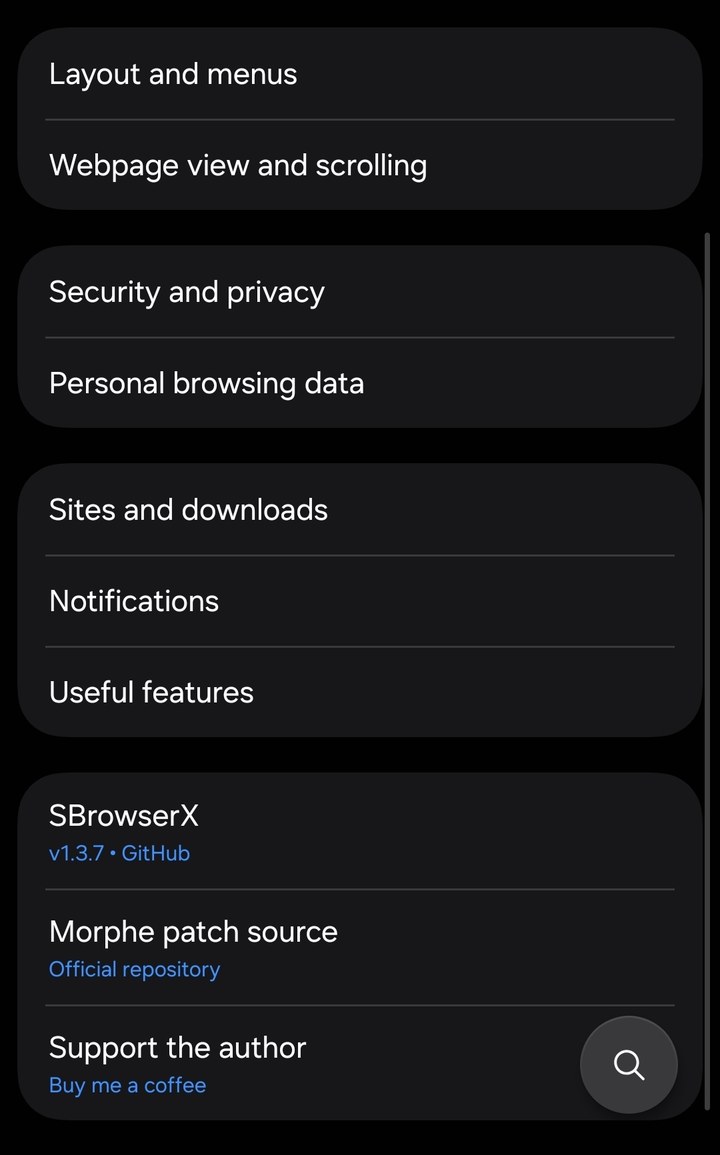 Layout and menus
Webpage view and scrolling
Security and privacy
Personal browsing data
Sites and downloads
Notifications
Useful features
SBrowserX
v1.3.7 • GitHub
Morphe patch source
Official repository
Support the author
Buy me a coffee